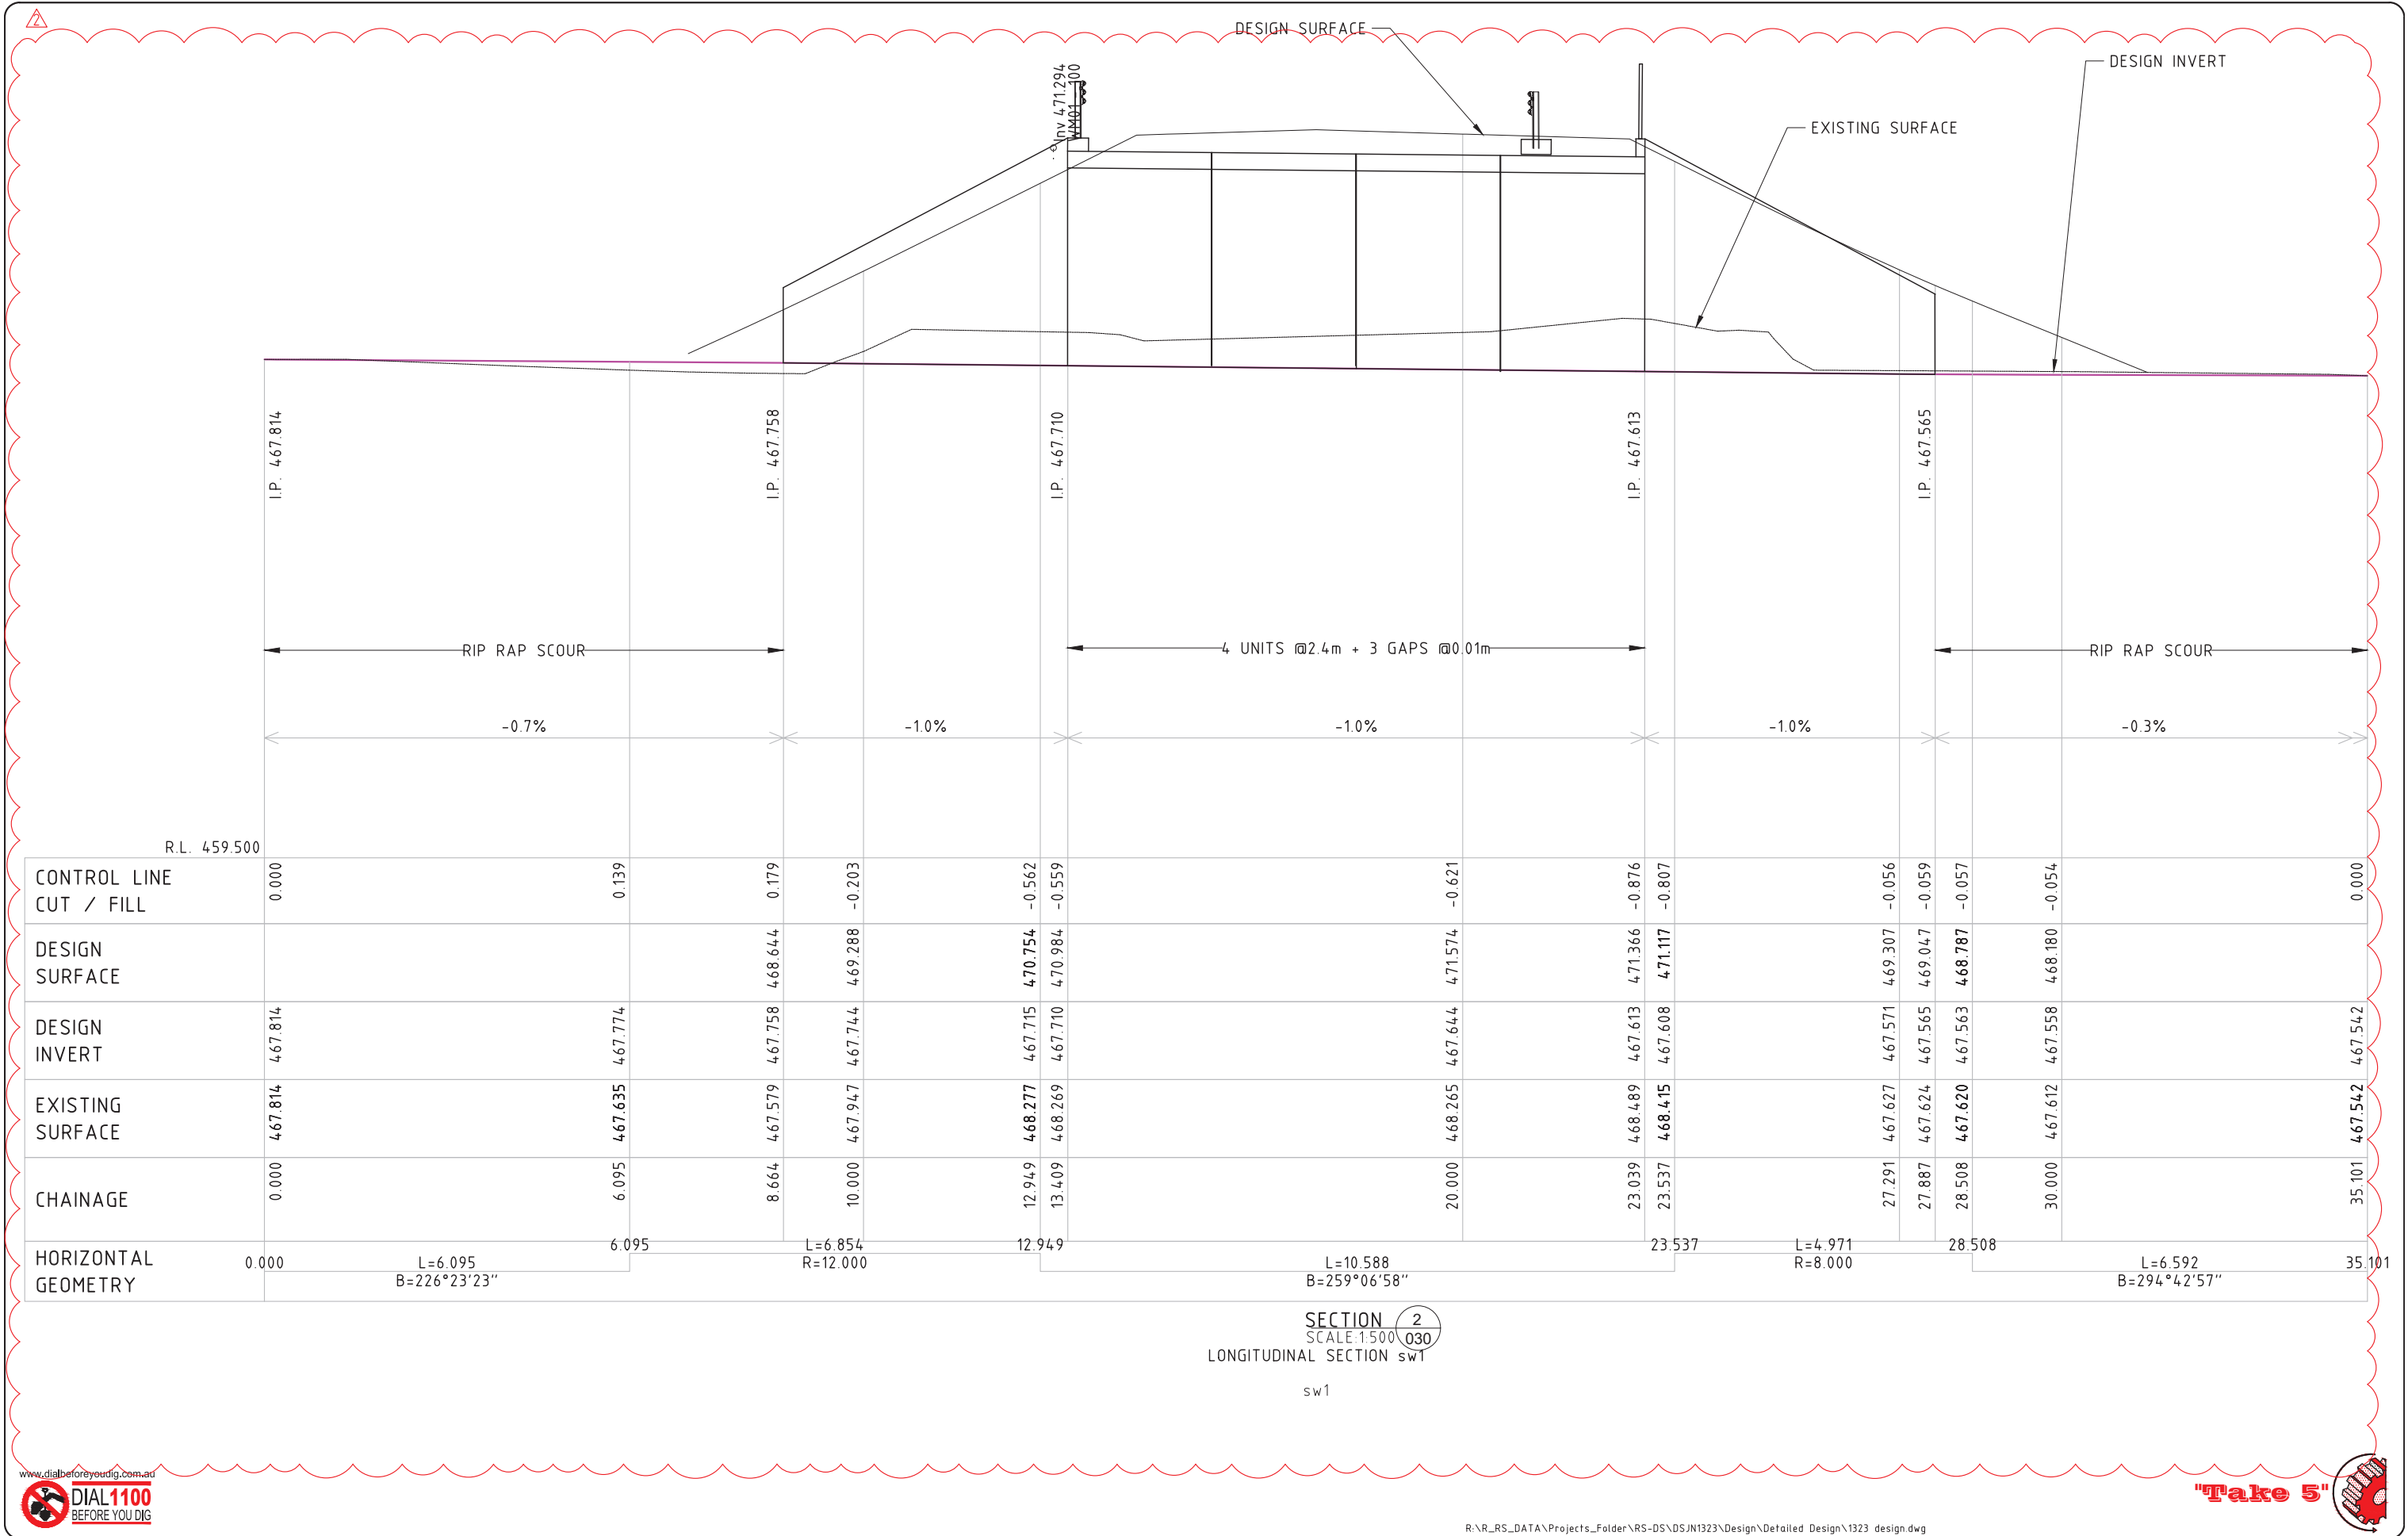 2
DESIGN SURFACE
DESIGN INVERT
EXISTING SURFACE
Inv 471.294
I.P. 467.814
I.P. 467.758
I.P. 467.710
I.P. 467.613
I.P. 467.565
RIP RAP SCOUR
4 UNITS @2.4m + 3 GAPS @0.01m
RIP RAP SCOUR
-0.7%
-1.0%
-1.0%
-1.0%
-0.3%
R.L. 459.500
CONTROL LINE
CUT / FILL
0.000 0.139 0.179 -0.203 -0.562 -0.559 -0.621 -0.876 -0.807 -0.056 -0.059 -0.057 -0.054 0.000
DESIGN
SURFACE
468.644 469.288 470.754 470.984 471.574 471.366 471.117 469.307 469.047 468.787 468.180
DESIGN
INVERT
467.814 467.774 467.758 467.744 467.715 467.710 467.644 467.613 467.608 467.571 467.565 467.563 467.558 467.542
EXISTING
SURFACE
467.814 467.635 467.579 467.947 468.277 468.269 468.265 468.489 468.415 467.627 467.624 467.620 467.612 467.542
CHAINAGE
0.000 6.095 8.664 10.000 12.949 13.409 20.000 23.039 23.537 27.291 27.887 28.508 30.000 35.101
HORIZONTAL
GEOMETRY
0.000
L=6.095
B=226°23'23''
6.095
L=6.854
R=12.000
12.949
L=10.588
B=259°06'58''
23.537
L=4.971
R=8.000
28.508
L=6.592
B=294°42'57''
35.101
SECTION
SCALE:1:500
2
030
LONGITUDINAL SECTION sw1
sw1
www.dialbeforeyoudig.com.au
DIAL1100
BEFORE YOU DIG
"Take 5"
R:\R_RS_DATA\Projects_Folder\RS-DS\DSJN1323\Design\Detailed Design\1323 design.dwg